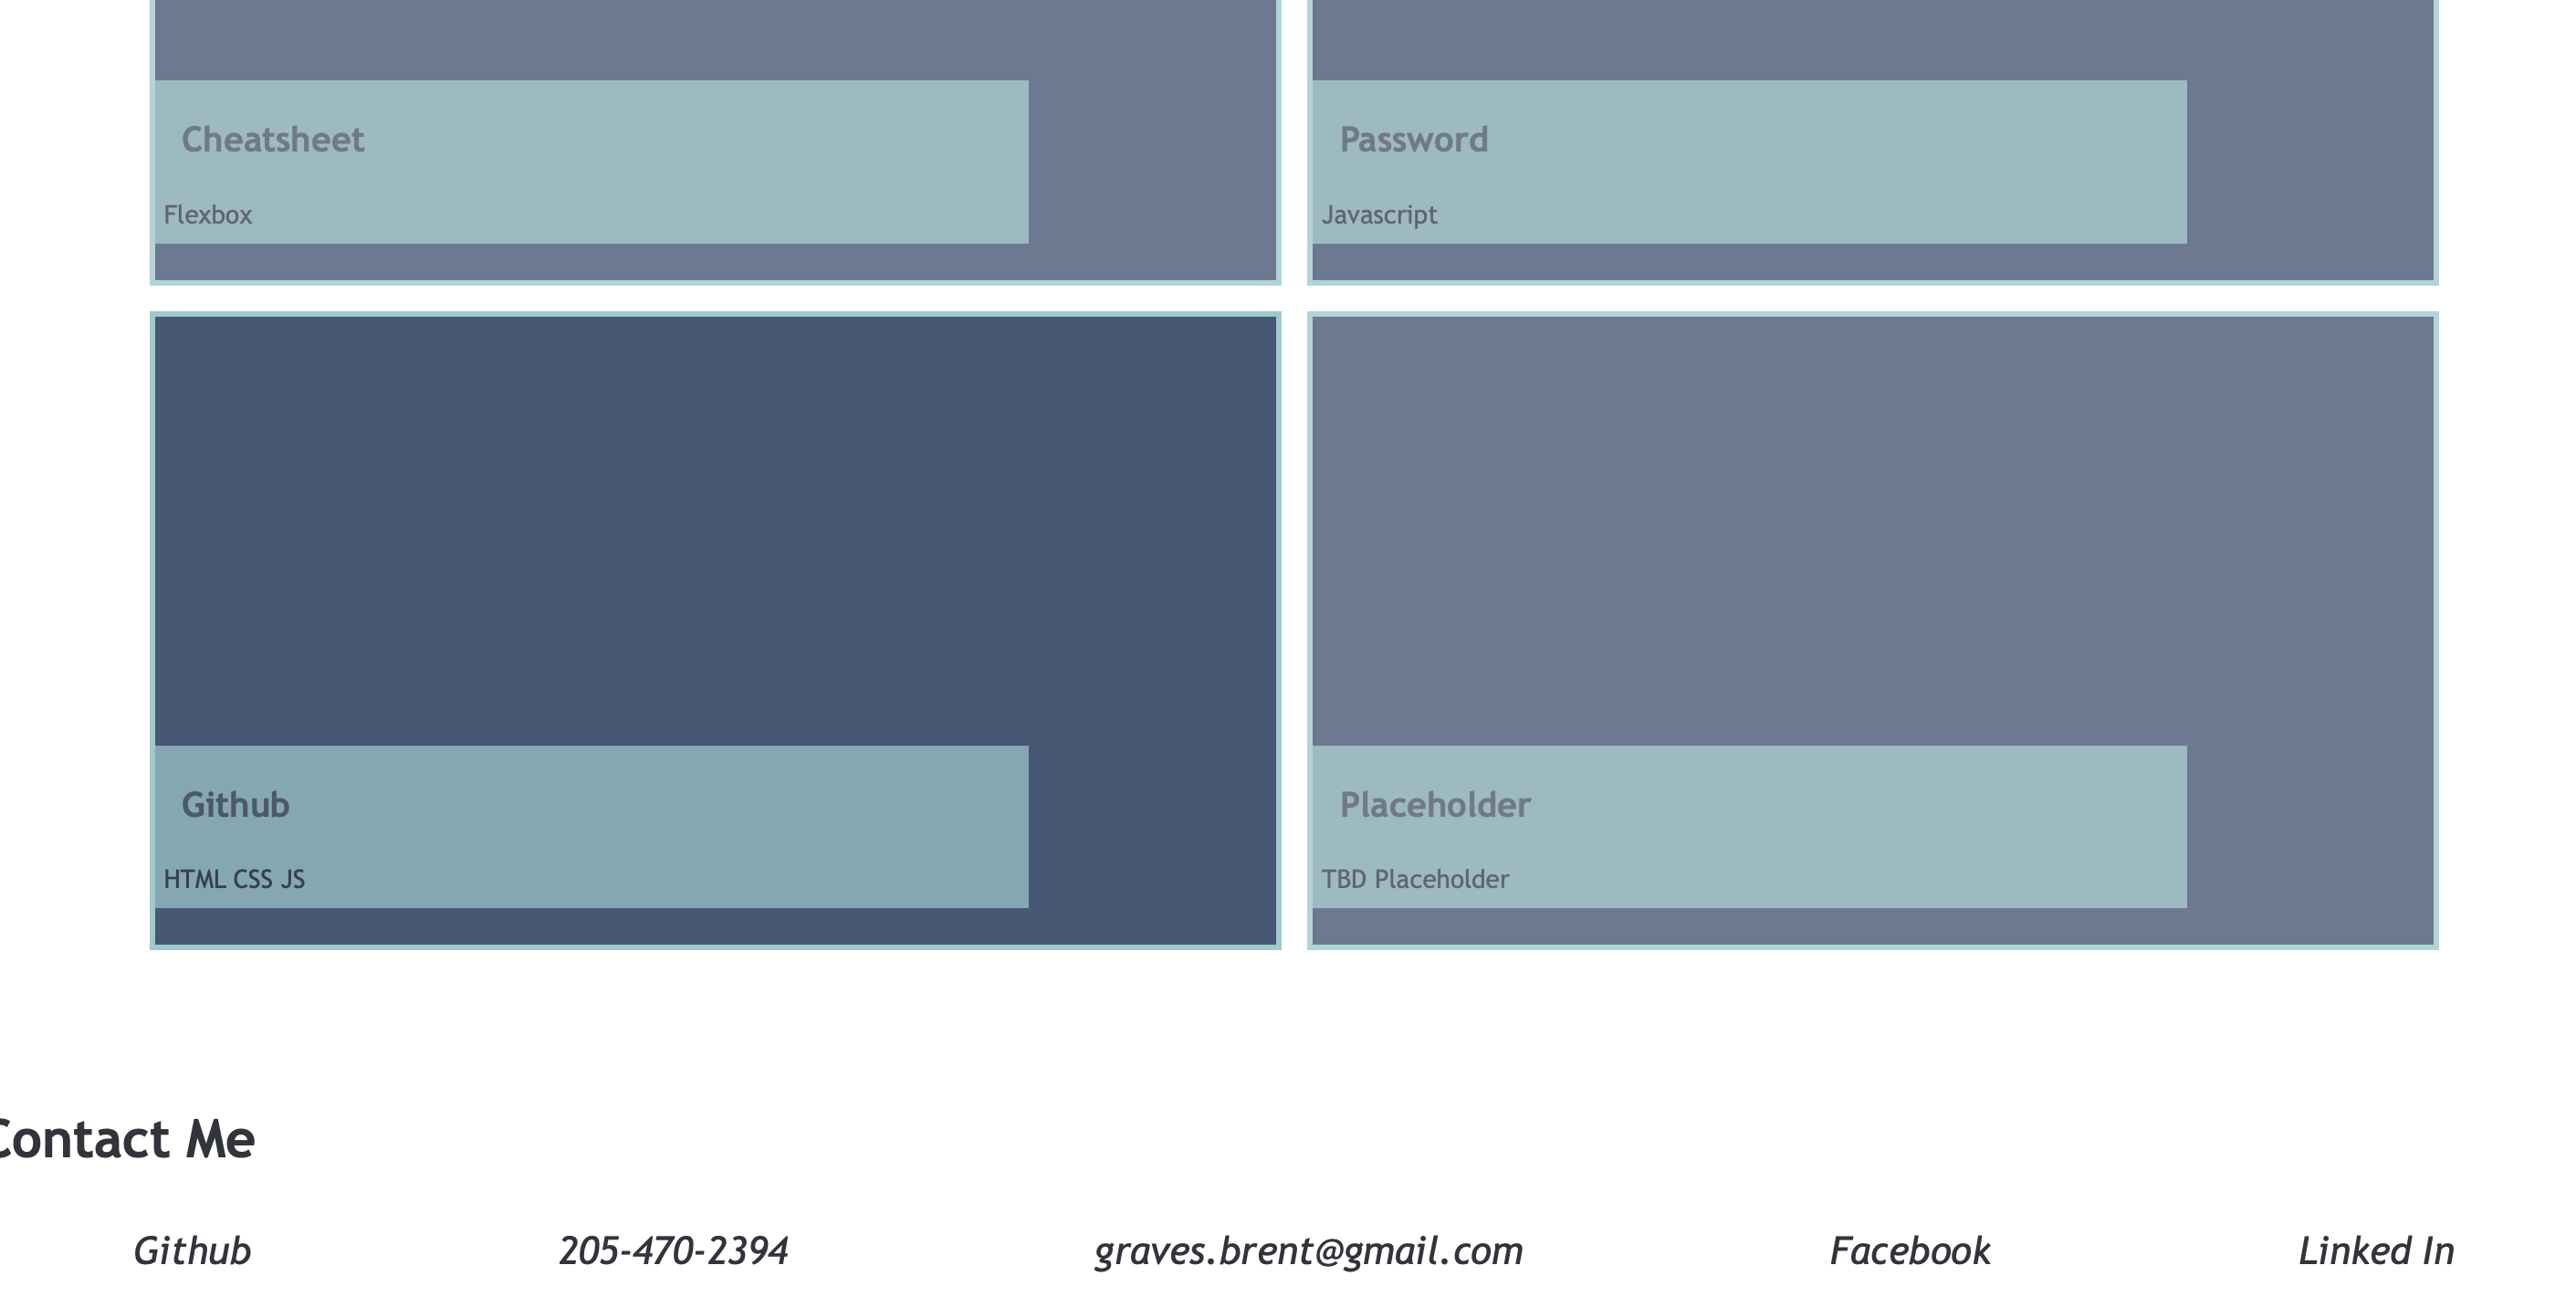 Cheatsheet
Flexbox
Password
Javascript
Github
HTML CSS JS
Placeholder
TBD Placeholder
Contact Me
Github
205-470-2394
graves.brent@gmail.com
Facebook
Linked In